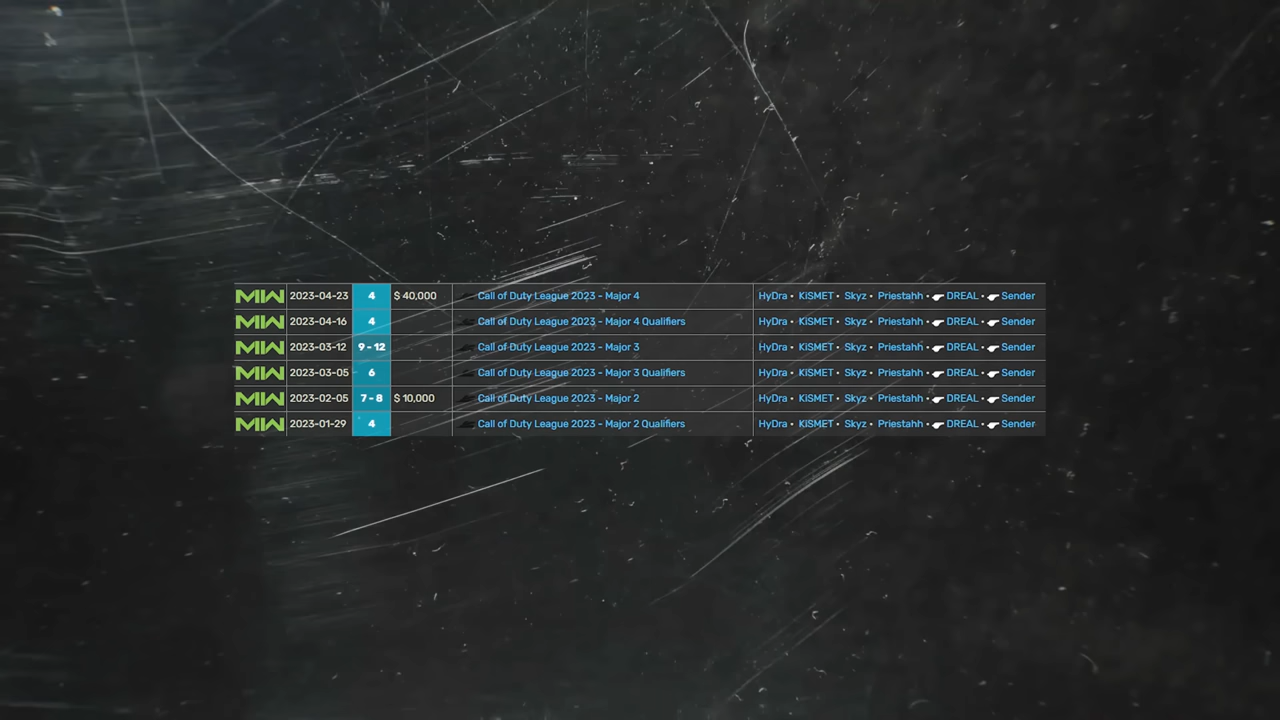 MW 2023-04-23 4 $ 40,000 Call of Duty League 2023 - Major 4 HyDra • KiSMET • Skyz • Priestahh • DREAL • Sender
MW 2023-04-16 4 Call of Duty League 2023 - Major 4 Qualifiers HyDra • KiSMET • Skyz • Priestahh • DREAL • Sender
MW 2023-03-12 9 - 12 Call of Duty League 2023 - Major 3 HyDra • KiSMET • Skyz • Priestahh • DREAL • Sender
MW 2023-03-05 6 Call of Duty League 2023 - Major 3 Qualifiers HyDra • KiSMET • Skyz • Priestahh • DREAL • Sender
MW 2023-02-05 7 - 8 $ 10,000 Call of Duty League 2023 - Major 2 HyDra • KiSMET • Skyz • Priestahh • DREAL • Sender
MW 2023-01-29 4 Call of Duty League 2023 - Major 2 Qualifiers HyDra • KiSMET • Skyz • Priestahh • DREAL • Sender